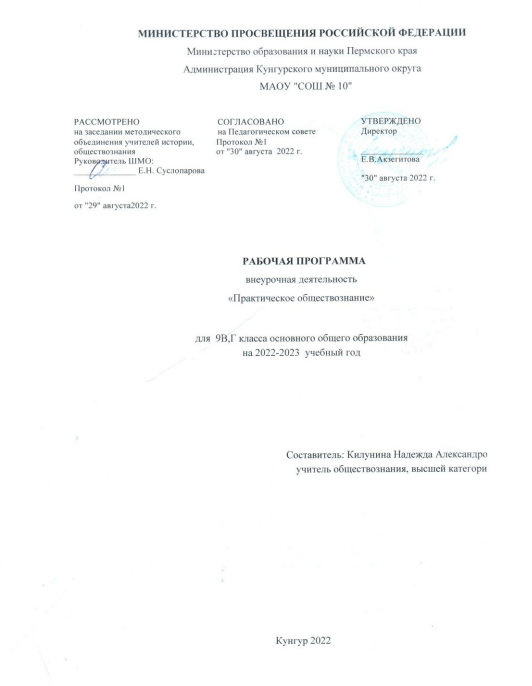 МИНИСТЕРСТВО ПРОСВЕЩЕНИЯ РОССИЙСКОЙ ФЕДЕРАЦИИ
Министерство образования и науки Пермского края
Администрация Кунгурского муниципального округа
МАОУ "СОШ № 10"
РАССМОТРЕНО
на заседании методического
объединения учителей истории,
обществознания
Руководитель ШМО:
Е.Н. Суслопарова
Протокол №1
от "29" августа2022 г.
СОГЛАСОВАНО
на Педагогическом совете
Протокол №1
от "30" августа 2022 г.
УТВЕРЖДЕНО
Директор
Е.В.Акзегитова
"30" августа 2022 г.
РАБОЧАЯ ПРОГРАММА
внеурочная деятельность
«Практическое обществознание»
для 9В,Г класса основного общего образования
на 2022-2023 учебный год
Составитель: Килунина Надежда Александро
учитель обществознания, высшей категори
Кунгур 2022